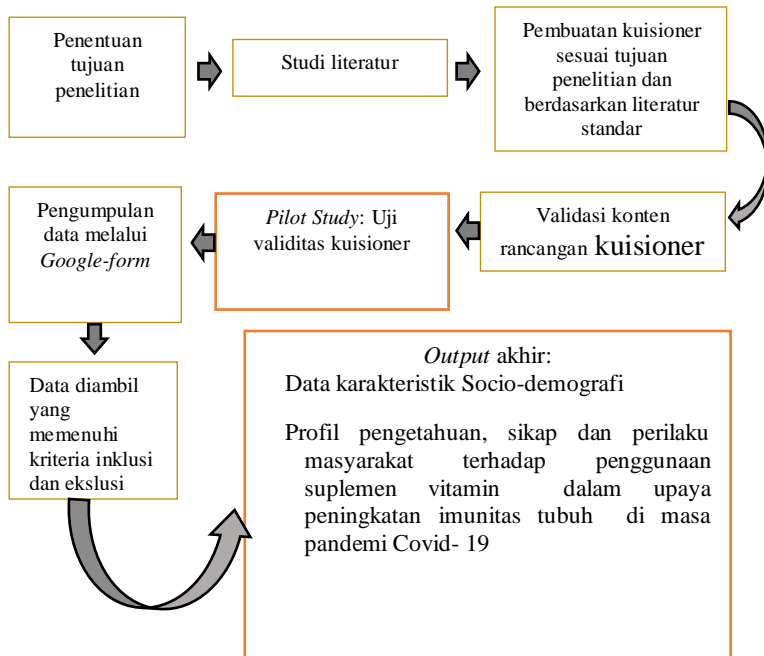 Penentuan
tujuan
penelitian
Studi literatur
Pembuatan kuisioner
sesuai tujuan
penelitian dan
berdasarkan literatur
standar
Validasi konten
rancangan kuisioner
Pilot Study: Uji
validitas kuisioner
Pengumpulan
data melalui
Google-form
Data diambil
yang
memenuhi
kriteria inklusi
dan ekslusi
Output akhir:
Data karakteristik Socio-demografi
Profil pengetahuan, sikap dan perilaku
masyarakat terhadap penggunaan
suplemen vitamin dalam upaya
peningkatan imunitas tubuh di masa
pandemi Covid- 19